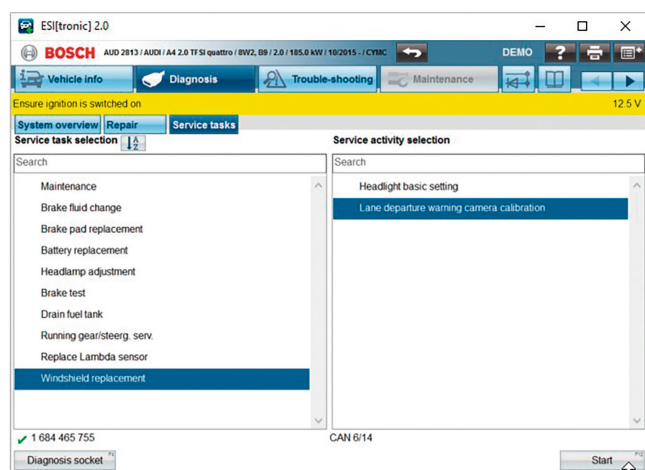 ESI[tronic] 2.0
BOSCH AUD 2813 / AUDI / A4 2.0 TFSI quattro / 8W2, B9 / 2.0 / 185.0 kW / 10/2015 - / CYMC DEMO ?
Vehicle info Diagnosis Trouble-shooting Maintenance
Ensure ignition is switched on 12.5 V
System overview Repair Service tasks
Service task selection A Z Service activity selection
Search Search
Maintenance Headlight basic setting
Brake fluid change Lane departure warning camera calibration
Brake pad replacement
Battery replacement
Headlamp adjustment
Brake test
Drain fuel tank
Running gear/steerg. serv.
Replace Lambda sensor
Windshield replacement
1 684 465 755 CAN 6/14
Diagnosis socket Start F12